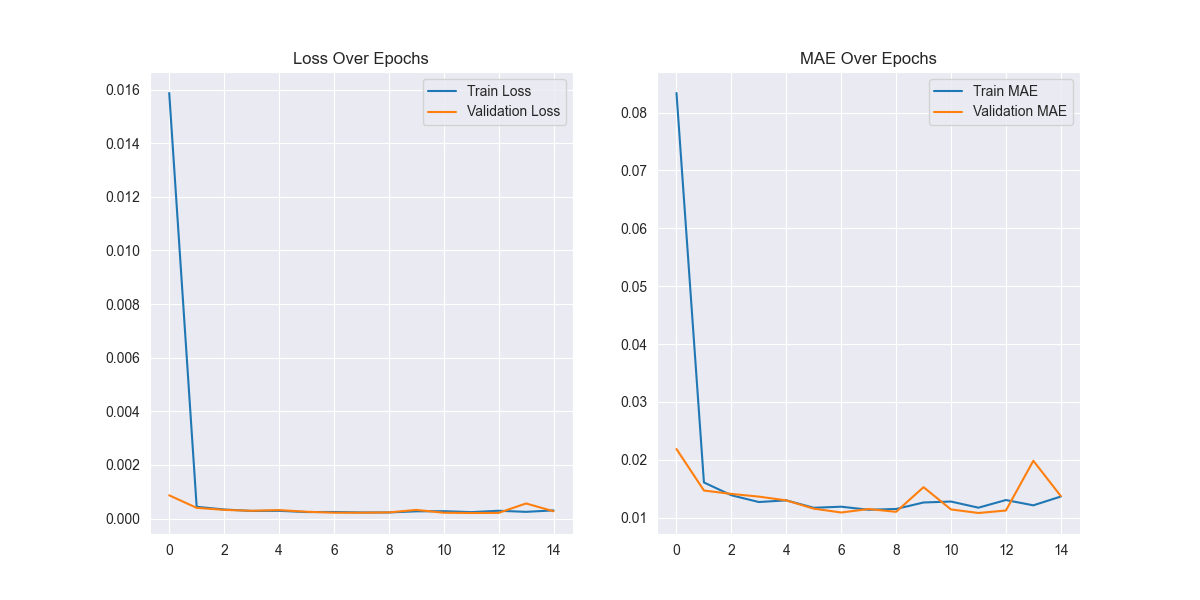 Loss Over Epochs
Train Loss
Validation Loss
0.016
0.014
0.012
0.010
0.008
0.006
0.004
0.002
0.000
0 2 4 6 8 10 12 14
MAE Over Epochs
Train MAE
Validation MAE
0.08
0.07
0.06
0.05
0.04
0.03
0.02
0.01
0 2 4 6 8 10 12 14